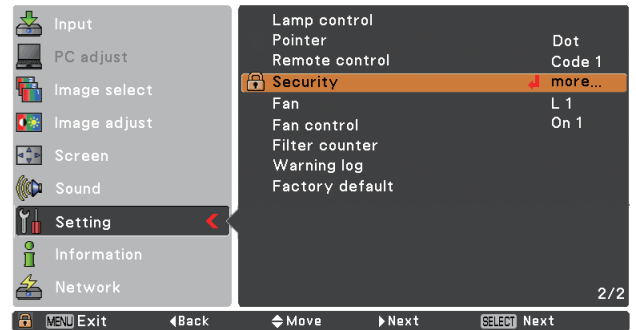 Input
PC adjust
Image select
Image adjust
Screen
Sound
Setting
Information
Network
Lamp control
Pointer Dot
Remote control Code 1
Security more...
Fan L 1
Fan control On 1
Filter counter
Warning log
Factory default
2/2
MENU Exit Back Move Next SELECT Next